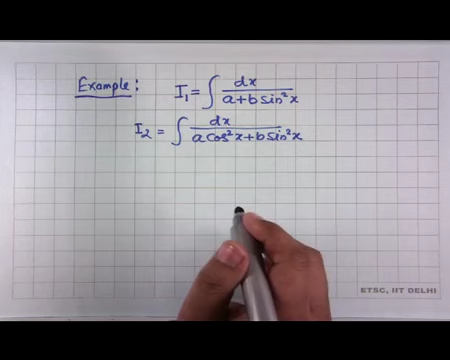 Example: I₁ = ∫ dx / (a + b sin²x)
I₂ = ∫ dx / (a cos²x + b sin²x)
ETSC, IIT DELHI